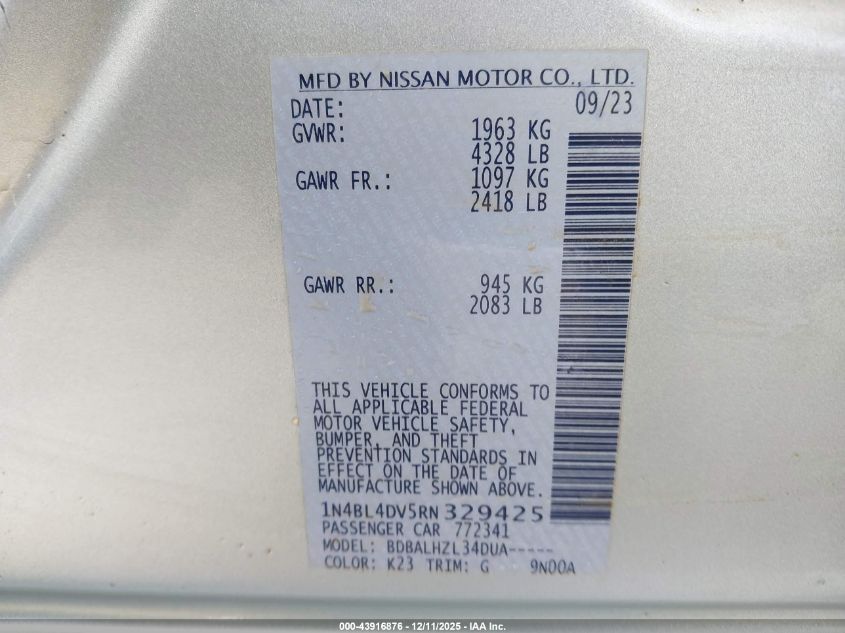 MFD BY NISSAN MOTOR CO., LTD.
DATE: 09/23
GVWR: 1963 KG
4328 LB
GAWR FR.: 1097 KG
2418 LB
GAWR RR.: 945 KG
2083 LB
THIS VEHICLE CONFORMS TO
ALL APPLICABLE FEDERAL
MOTOR VEHICLE SAFETY,
BUMPER, AND THEFT
PREVENTION STANDARDS IN
EFFECT ON THE DATE OF
MANUFACTURE SHOWN ABOVE.
1N4BL4DV5RN329425
PASSENGER CAR 772341
MODEL: BDBALHZL34DUA-----
COLOR: K23 TRIM: G 9N00A
000-43916876 - 12/11/2025 - IAA Inc.